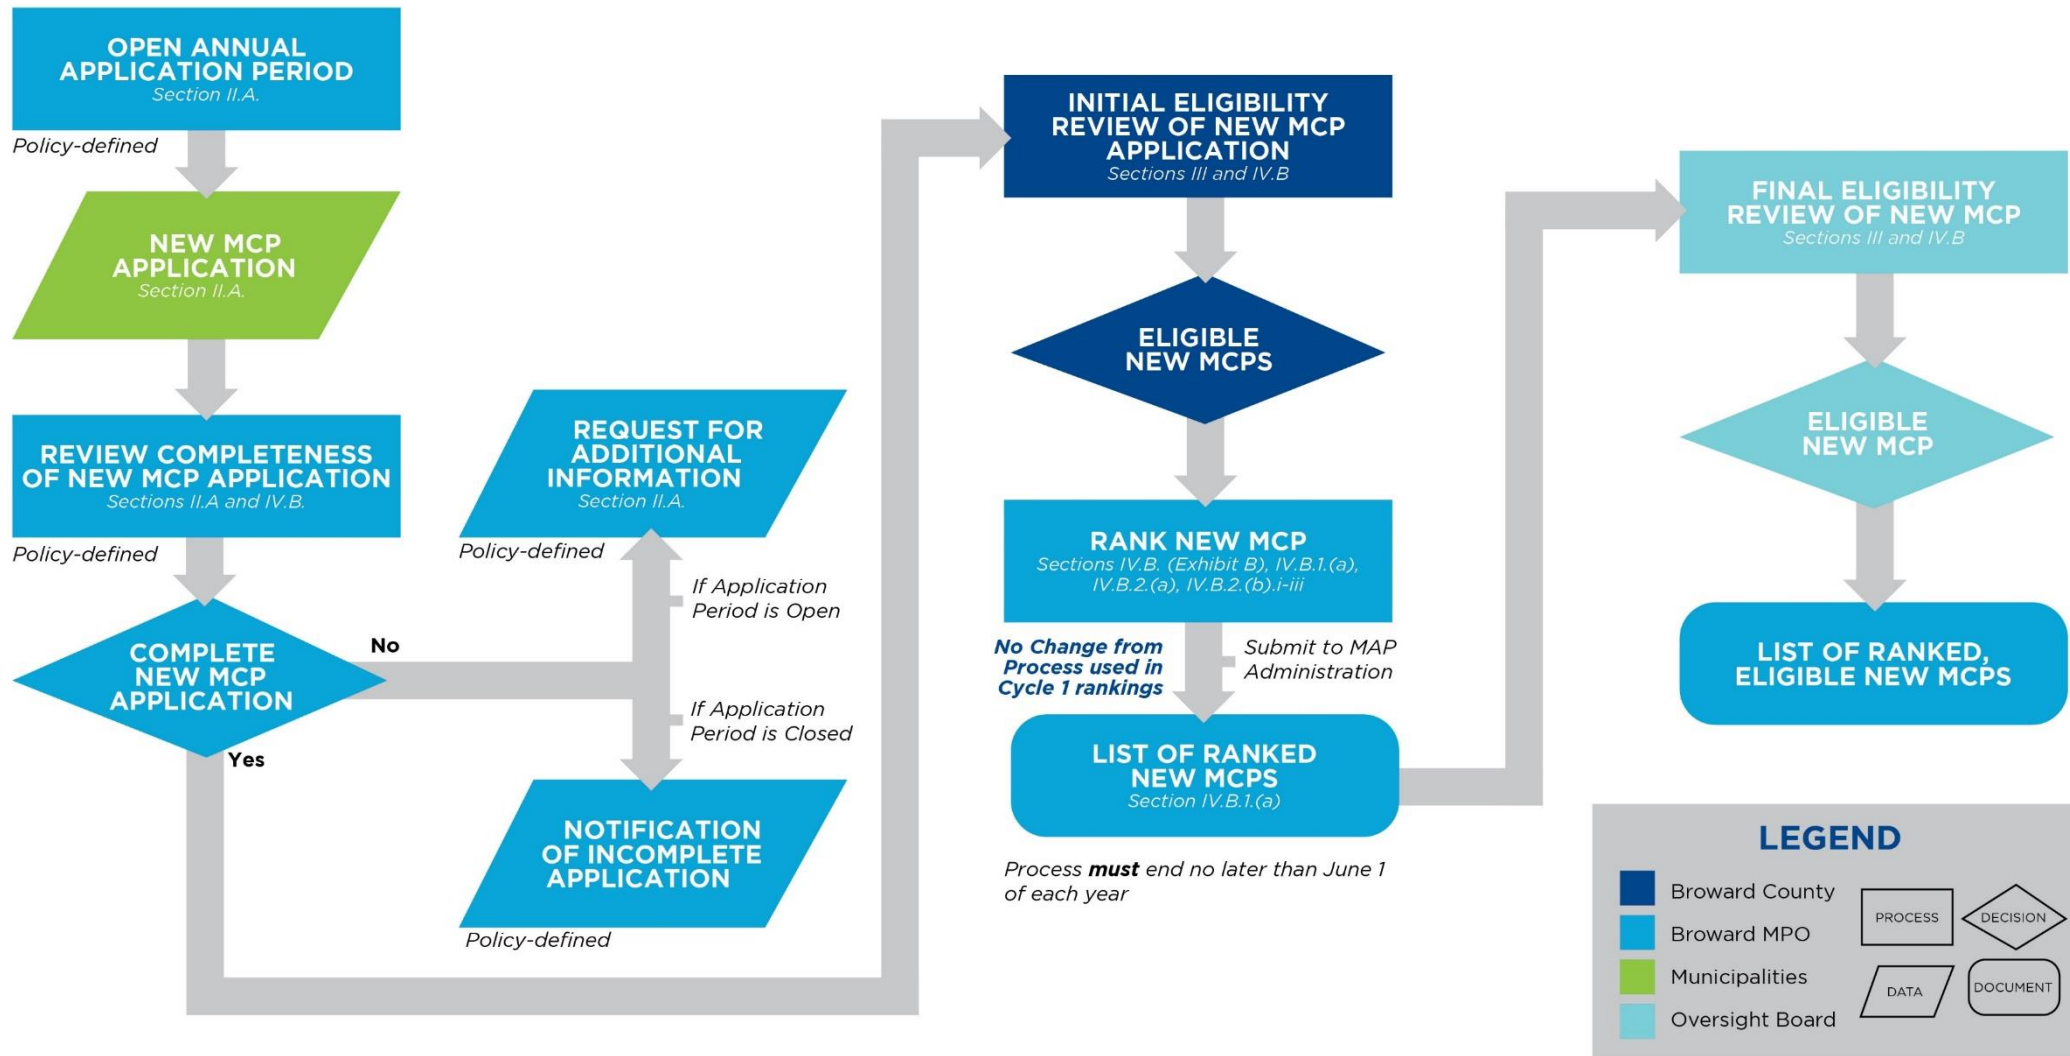 OPEN ANNUAL
APPLICATION PERIOD
Section II.A.
Policy-defined
NEW MCP
APPLICATION
Section II.A.
REVIEW COMPLETENESS
OF NEW MCP APPLICATION
Sections II.A and IV.B.
Policy-defined
COMPLETE
NEW MCP
APPLICATION
No
Yes
REQUEST FOR
ADDITIONAL
INFORMATION
Section II.A.
Policy-defined
If Application
Period is Open
If Application
Period is Closed
NOTIFICATION
OF INCOMPLETE
APPLICATION
Policy-defined
INITIAL ELIGIBILITY
REVIEW OF NEW MCP
APPLICATION
Sections III and IV.B
ELIGIBLE
NEW MCPS
RANK NEW MCP
Sections IV.B. (Exhibit B), IV.B.1.(a),
IV.B.2.(a), IV.B.2.(b).i-iii
No Change from
Process used in
Cycle 1 rankings
Submit to MAP
Administration
LIST OF RANKED
NEW MCPS
Section IV.B.1.(a)
Process must end no later than June 1
of each year
FINAL ELIGIBILITY
REVIEW OF NEW MCP
Sections III and IV.B
ELIGIBLE
NEW MCP
LIST OF RANKED,
ELIGIBLE NEW MCPS
LEGEND
Broward County
Broward MPO
Municipalities
Oversight Board
PROCESS
DECISION
DATA
DOCUMENT